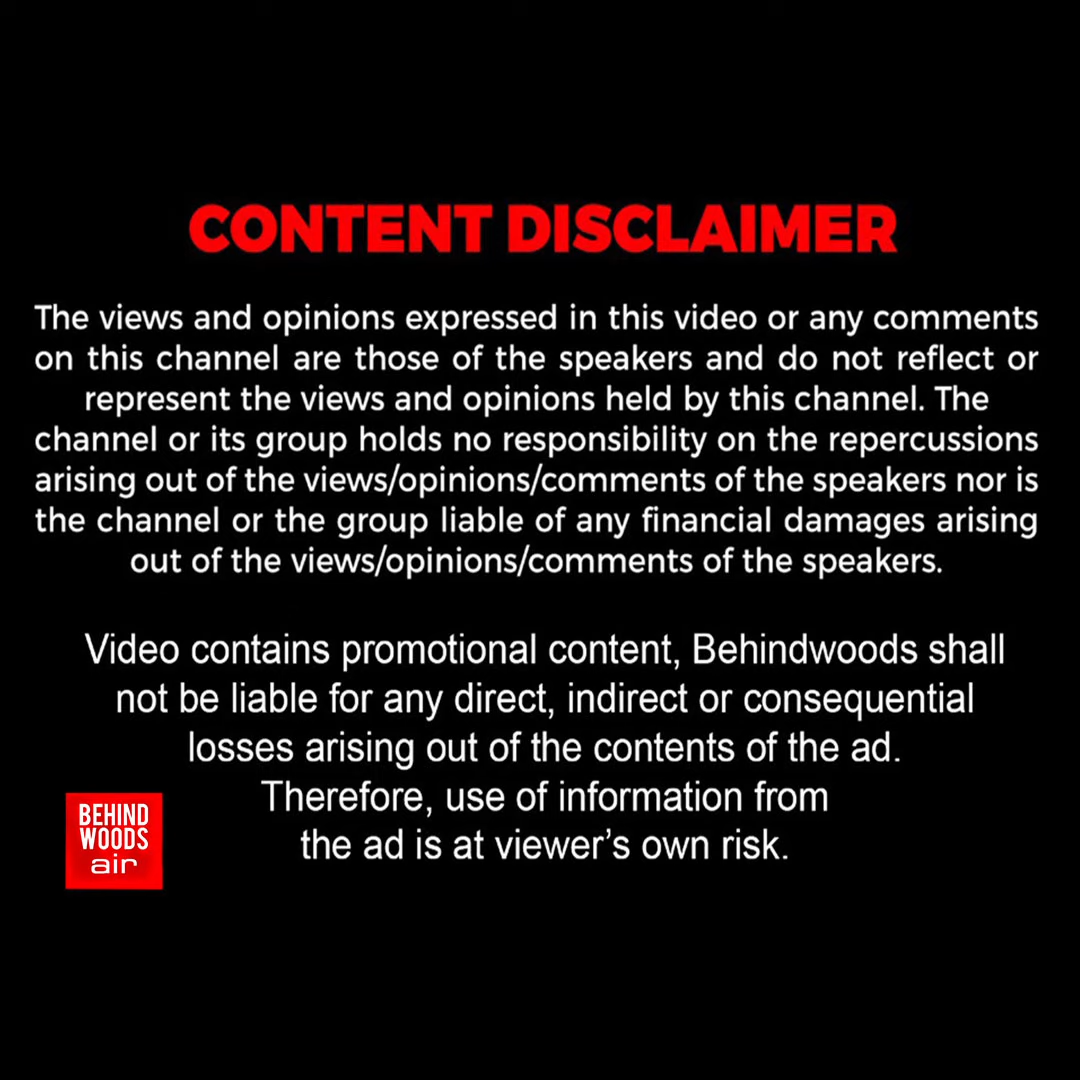 CONTENT DISCLAIMER
The views and opinions expressed in this video or any comments
on this channel are those of the speakers and do not reflect or
represent the views and opinions held by this channel. The
channel or its group holds no responsibility on the repercussions
arising out of the views/opinions/comments of the speakers nor is
the channel or the group liable of any financial damages arising
out of the views/opinions/comments of the speakers.
Video contains promotional content, Behindwoods shall
not be liable for any direct, indirect or consequential
losses arising out of the contents of the ad.
Therefore, use of information from
the ad is at viewer’s own risk.
BEHIND
WOODS
air